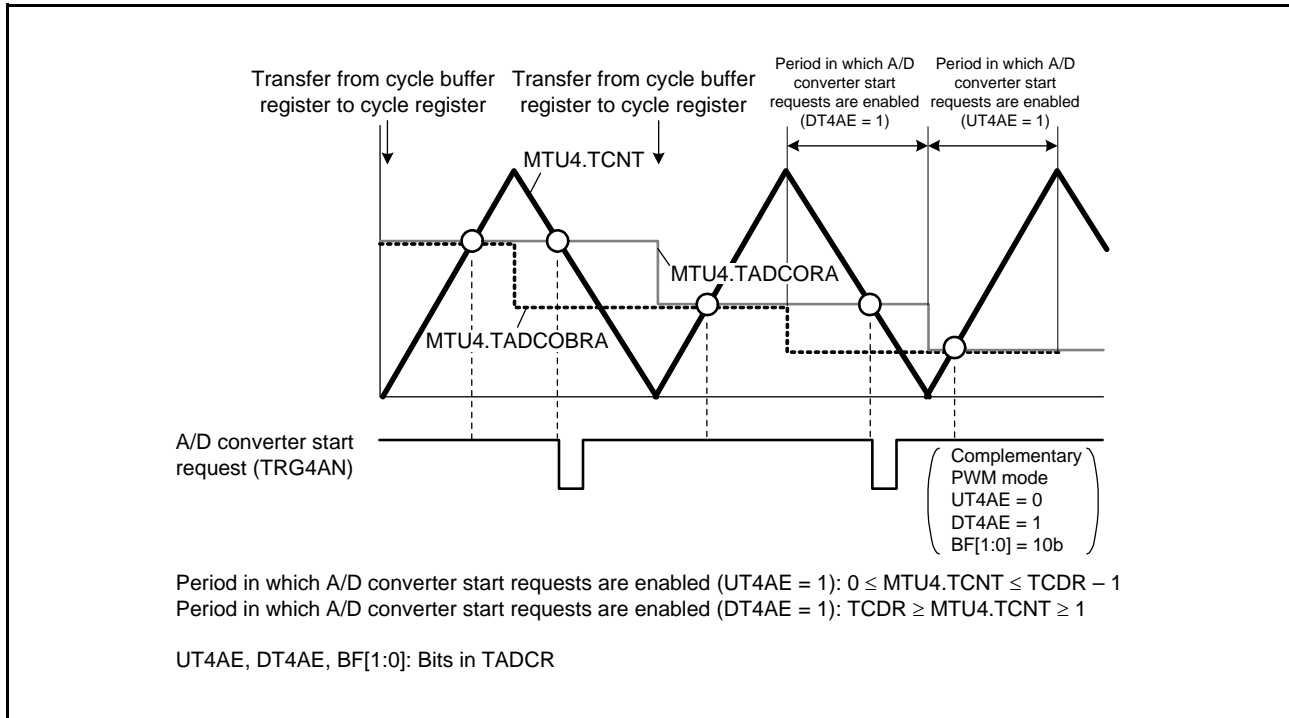 Transfer from cycle buffer
register to cycle register
Transfer from cycle buffer
register to cycle register
Period in which A/D
converter start
requests are enabled
(DT4AE = 1)
Period in which A/D
converter start
requests are enabled
(UT4AE = 1)
MTU4.TCNT
MTU4.TADCORA
MTU4.TADCOBRA
A/D converter start
request (TRG4AN)
Complementary
PWM mode
UT4AE = 0
DT4AE = 1
BF[1:0] = 10b
Period in which A/D converter start requests are enabled (UT4AE = 1): 0 ≤ MTU4.TCNT ≤ TCDR – 1
Period in which A/D converter start requests are enabled (DT4AE = 1): TCDR ≥ MTU4.TCNT ≥ 1
UT4AE, DT4AE, BF[1:0]: Bits in TADCR